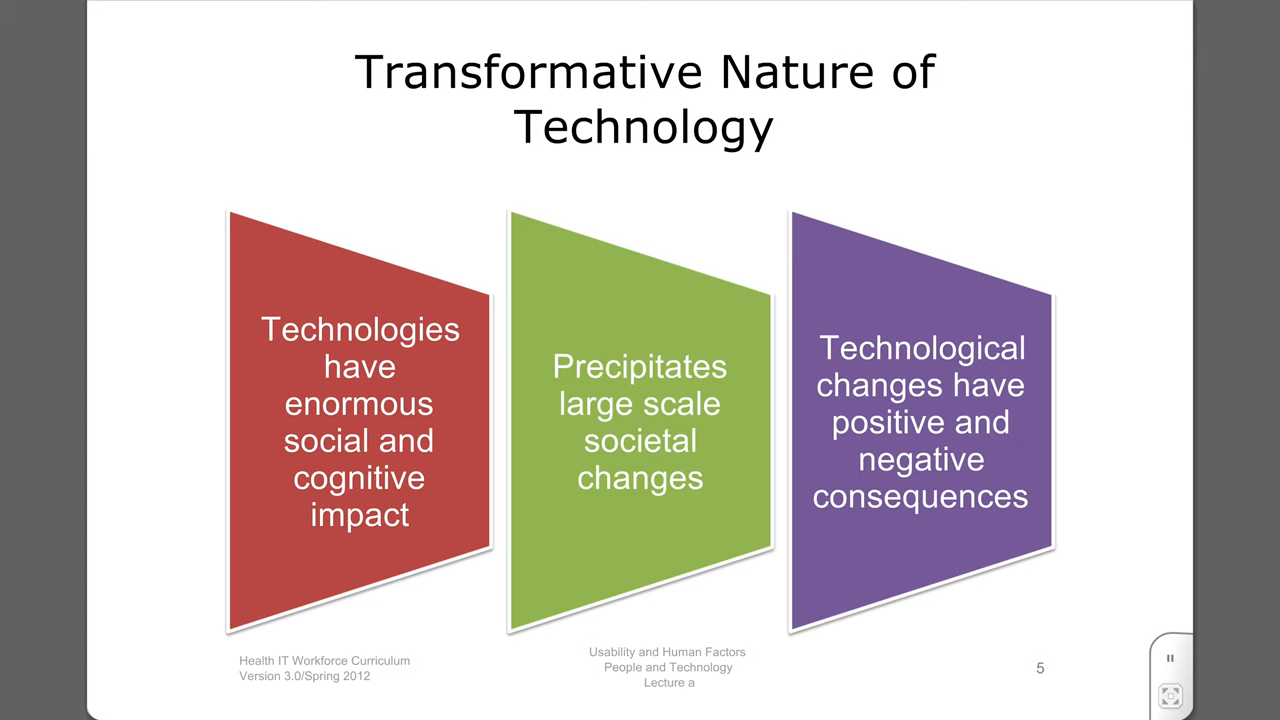 Transformative Nature of
Technology
Technologies
have
enormous
social and
cognitive
impact
Precipitates
large scale
societal
changes
Technological
changes have
positive and
negative
consequences
Health IT Workforce Curriculum
Version 3.0/Spring 2012
Usability and Human Factors
People and Technology
Lecture a
5